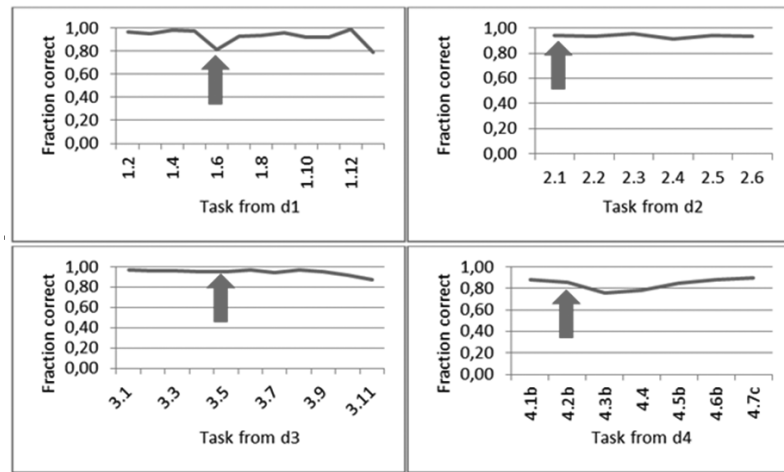 Fraction correct
1,00
0,80
0,60
0,40
0,20
0,00
1.2
1.4
1.6
1.8
1.10
1.12
Task from d1
Fraction correct
1,00
0,80
0,60
0,40
0,20
0,00
2.1 2.2 2.3 2.4 2.5 2.6
Task from d2
Fraction correct
1,00
0,80
0,60
0,40
0,20
0,00
3.1
3.3
3.5
3.7
3.9
3.11
Task from d3
Fraction correct
1,00
0,80
0,60
0,40
0,20
0,00
4.1b
4.2b
4.3b
4.4
4.5b
4.6b
4.7c
Task from d4